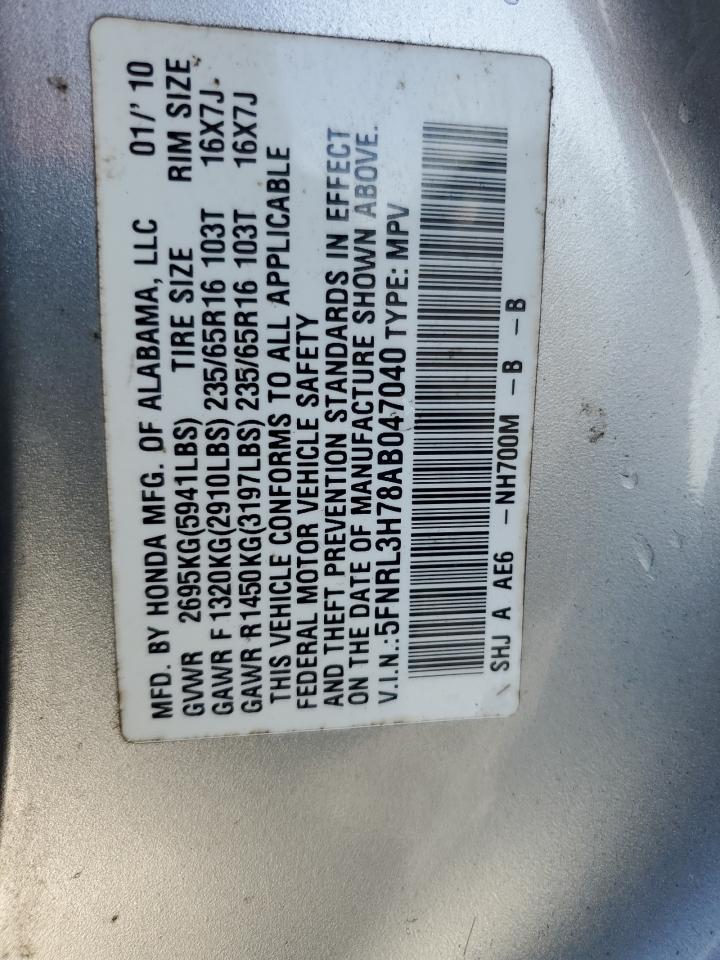 MFD. BY HONDA MFG. OF ALABAMA, LLC 01/'10
GVWR 2695KG(5941LBS) TIRE SIZE RIM SIZE
GAWR F 1320KG(2910LBS) 235/65R16 103T 16X7J
GAWR R 1450KG(3197LBS) 235/65R16 103T 16X7J
THIS VEHICLE CONFORMS TO ALL APPLICABLE
FEDERAL MOTOR VEHICLE SAFETY
AND THEFT PREVENTION STANDARDS IN EFFECT
ON THE DATE OF MANUFACTURE SHOWN ABOVE.
V.I.N.:5FNRL3H78AB047040 TYPE: MPV
SHJ A AE6 -NH700M -B -B